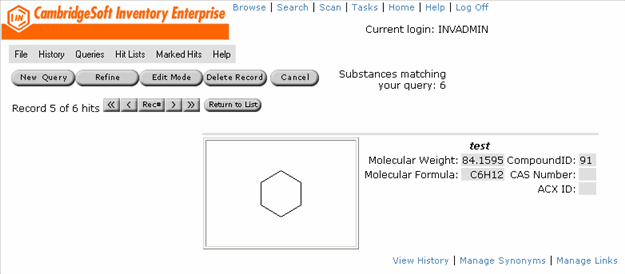 CambridgeSoft Inventory Enterprise
Browse | Search | Scan | Tasks | Home | Help | Log Off
Current login: INVADMIN
File History Queries Hit Lists Marked Hits Help
New Query Refine Edit Mode Delete Record Cancel
Substances matching
your query: 6
Record 5 of 6 hits << < Rec# > >> Return to List
test
Molecular Weight: 84.1595 CompoundID: 91
Molecular Formula: C6H12 CAS Number:
ACX ID:
View History | Manage Synonyms | Manage Links